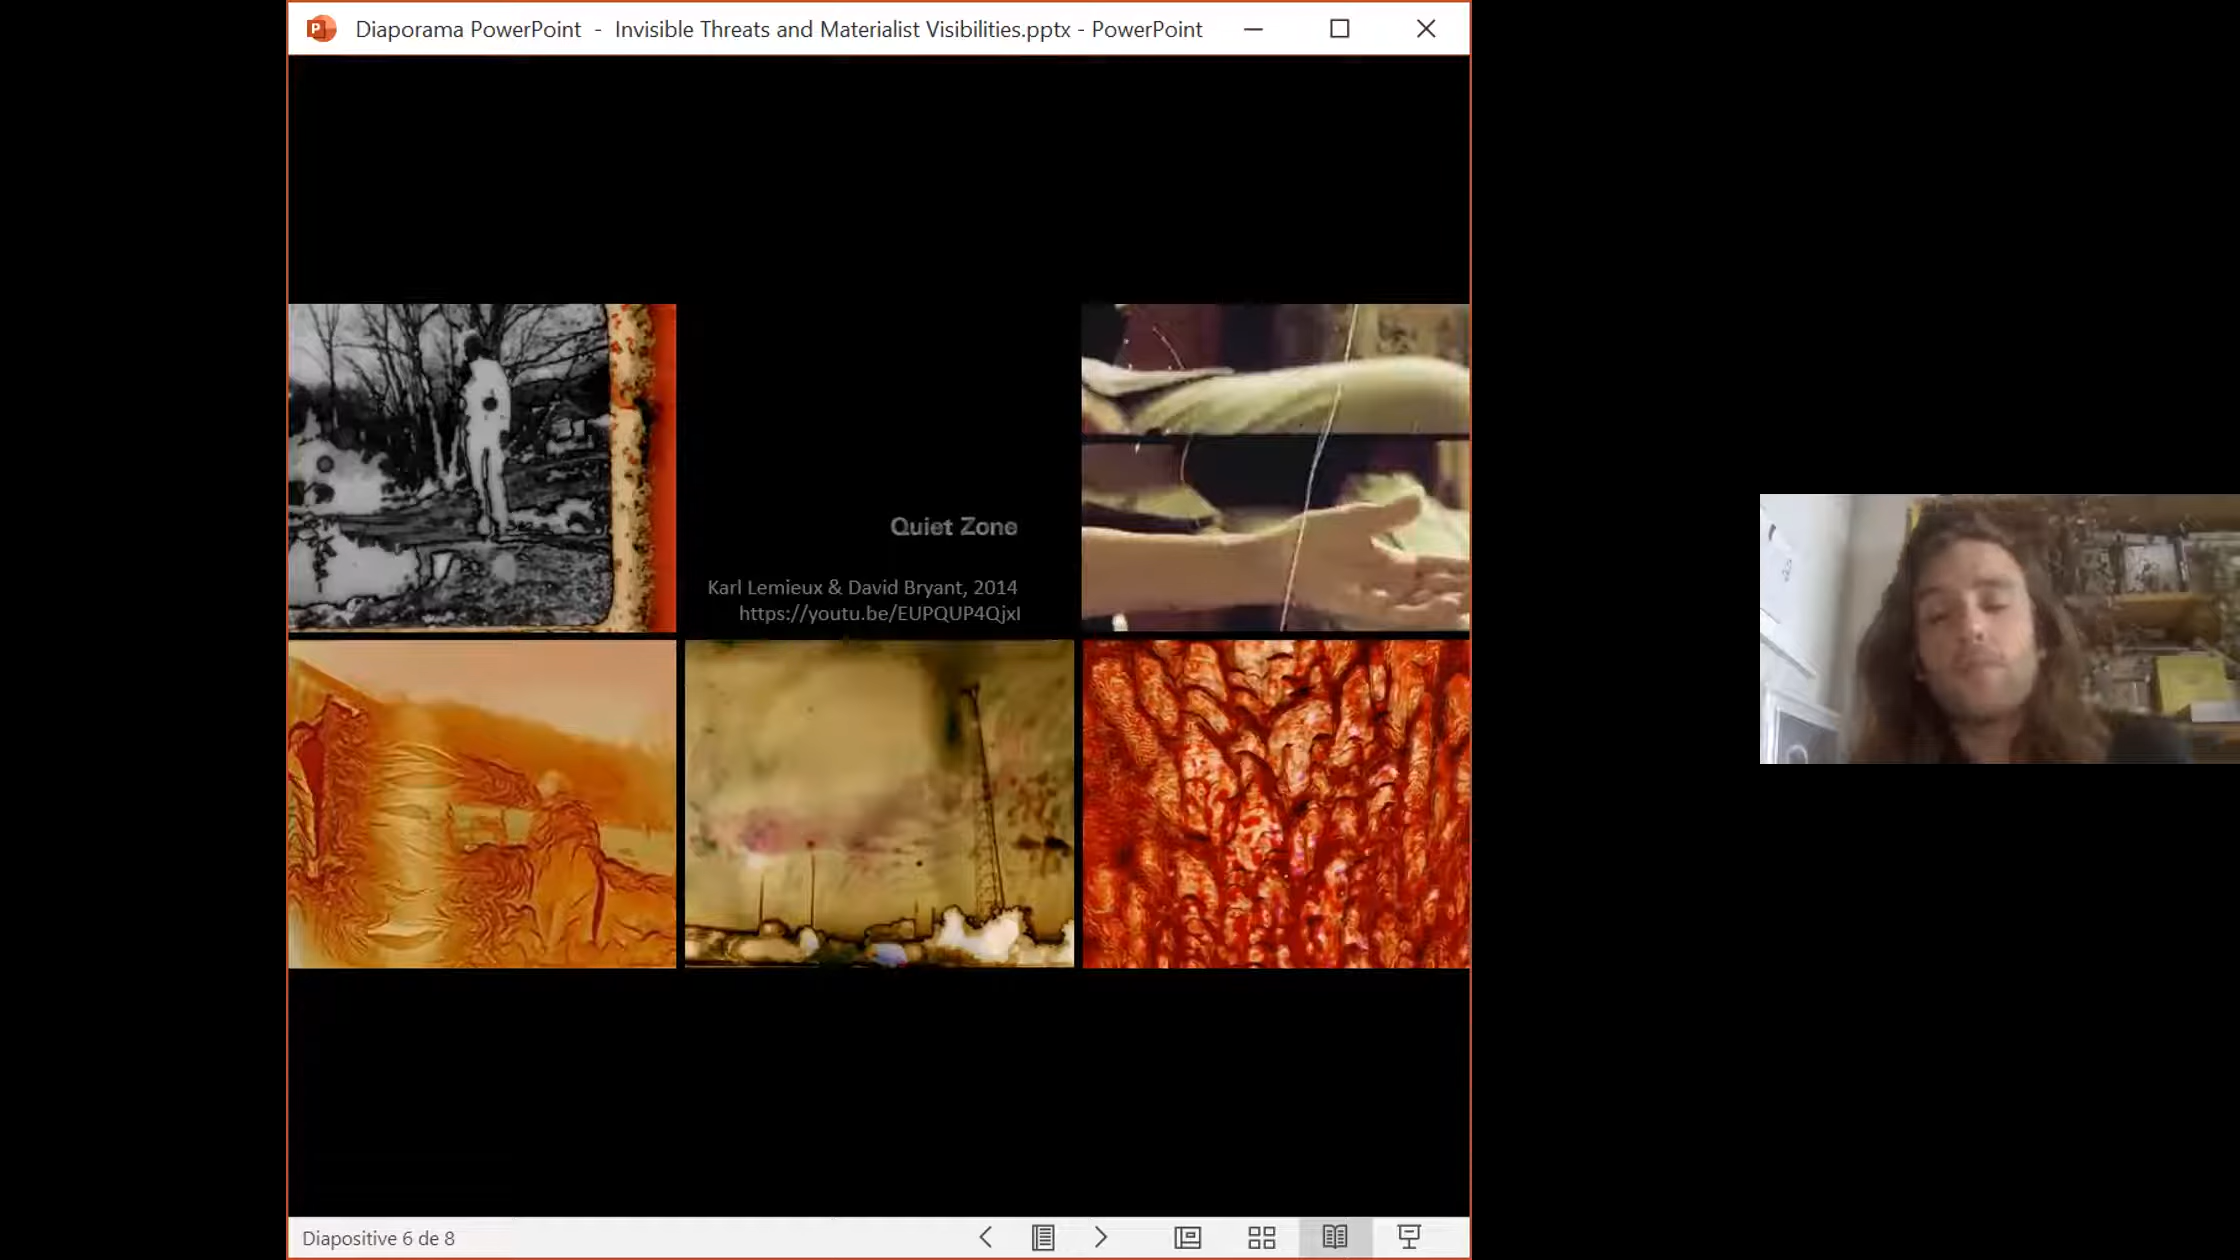 Diaporama PowerPoint - Invisible Threats and Materialist Visibilities.pptx - PowerPoint
Quiet Zone
Karl Lemieux & David Bryant, 2014
https://youtu.be/EUPQUP4QjxI
Diapositive 6 de 8